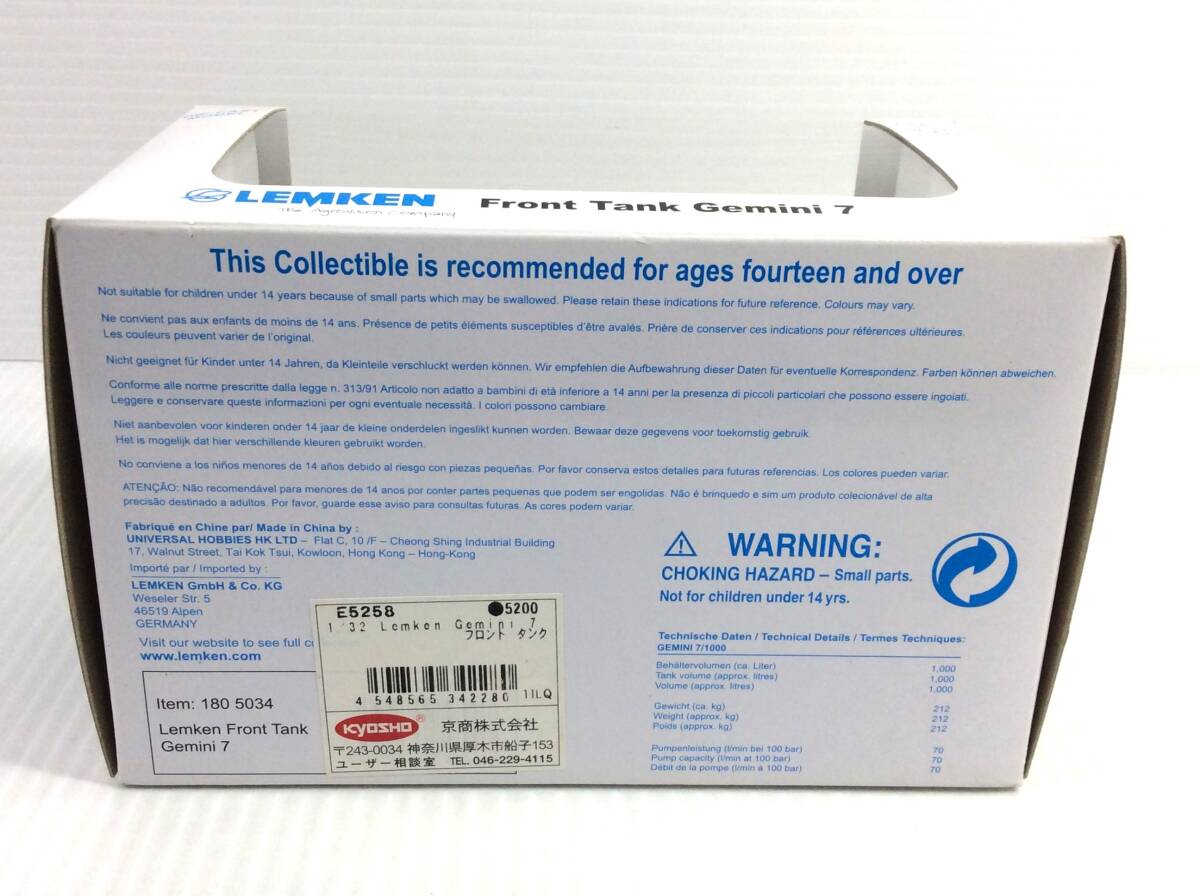 LEMKEN
The Agrovision Company
Front Tank Gemini 7
This Collectible is recommended for ages fourteen and over
Not suitable for children under 14 years because of small parts which may be swallowed. Please retain these indications for future reference. Colours may vary.
Ne convient pas aux enfants de moins de 14 ans. Présence de petits éléments susceptibles d'être avalés. Prière de conserver ces indications pour références ultérieures.
Les couleurs peuvent varier de l'original.
Nicht geeignet für Kinder unter 14 Jahren, da Kleinteile verschluckt werden können. Wir empfehlen die Aufbewahrung dieser Daten für eventuelle Korrespondenz. Farben können abweichen.
Conforme alle norme prescritte dalla legge n. 313/91 Articolo non adatto a bambini di età inferiore a 14 anni per la presenza di piccoli particolari che possono essere ingoiati.
Leggere e conservare queste informazioni per ogni eventuale necessità. I colori possono cambiare.
Niet aanbevolen voor kinderen onder 14 jaar de kleine onderdelen ingeslikt kunnen worden. Bewaar deze gegevens voor toekomstig gebruik.
Het is mogelijk dat hier verschillende kleuren gebruikt worden.
No conviene a los niños menores de 14 años debido al riesgo con piezas pequeñas. Por favor conserva estos detalles para futuras referencias. Los colores pueden variar.
ATENÇÃO: Não recomendável para menores de 14 anos por conter partes pequenas que podem ser engolidas. Não é brinquedo e sim um produto colecionável de alta
precisão destinado a adultos. Por favor, guarde esse aviso para consultas futuras. As cores podem variar.
Fabriqué en Chine par/ Made in China by :
UNIVERSAL HOBBIES HK LTD – Flat C, 10 /F – Cheong Shing Industrial Building
17, Walnut Street, Tai Kok Tsui, Kowloon, Hong Kong – Hong-Kong
Importé par / Imported by :
LEMKEN GmbH & Co. KG
Weseler Str. 5
46519 Alpen
GERMANY
Visit our website to see full
www.lemken.com
Item: 180 5034
Lemken Front Tank
Gemini 7
E5258 ●5200
1/32 Lemken Gemini 7
フロント タンク
4 548565 342280 11LQ
KYOSHO® 京商株式会社
〒243-0034 神奈川県厚木市船子153
ユーザー相談室 TEL. 046-229-4115
WARNING:
CHOKING HAZARD – Small parts.
Not for children under 14 yrs.
Technische Daten / Technical Details / Termes Techniques:
GEMINI 7/1000
Behältervolumen (ca. Liter) 1,000
Tank volume (approx. litres) 1,000
Volume (approx. litres) 1,000
Gewicht (ca. kg) 212
Weight (approx. kg) 212
Poids (approx. kg) 212
Pumpenleistung (l/min bei 100 bar) 70
Pump capacity (l/min at 100 bar) 70
Débit de la pompe (l/min à 100 bar) 70